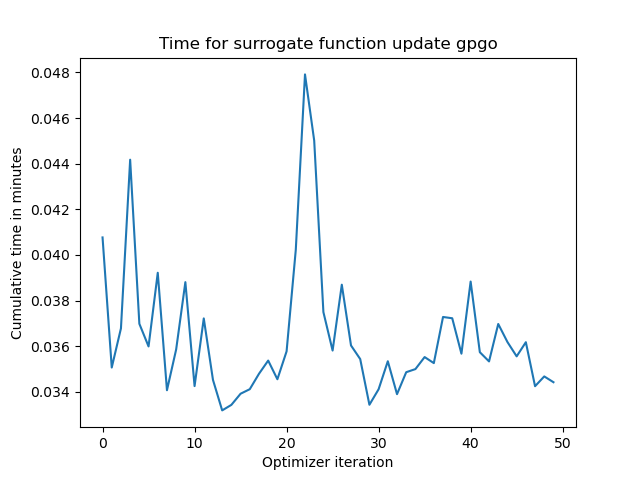 Time for surrogate function update gpgo
Cumulative time in minutes
0.048
0.046
0.044
0.042
0.040
0.038
0.036
0.034
0 10 20 30 40 50
Optimizer iteration